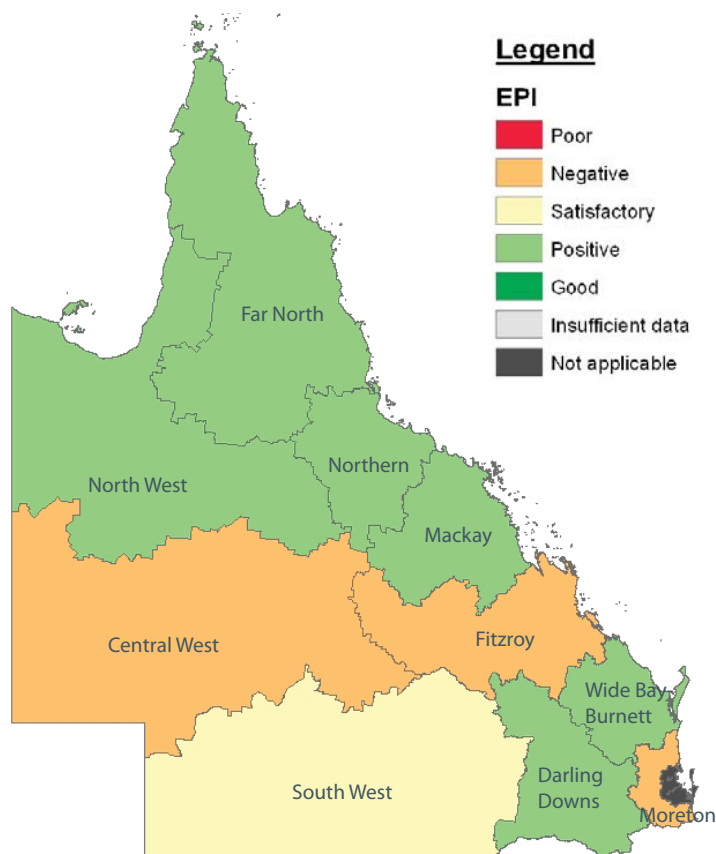 Legend
EPI
Poor
Negative
Satisfactory
Positive
Good
Insufficient data
Not applicable
Far North
Northern
North West
Mackay
Central West
Fitzroy
Wide Bay
Burnett
South West
Darling
Downs
Moreton